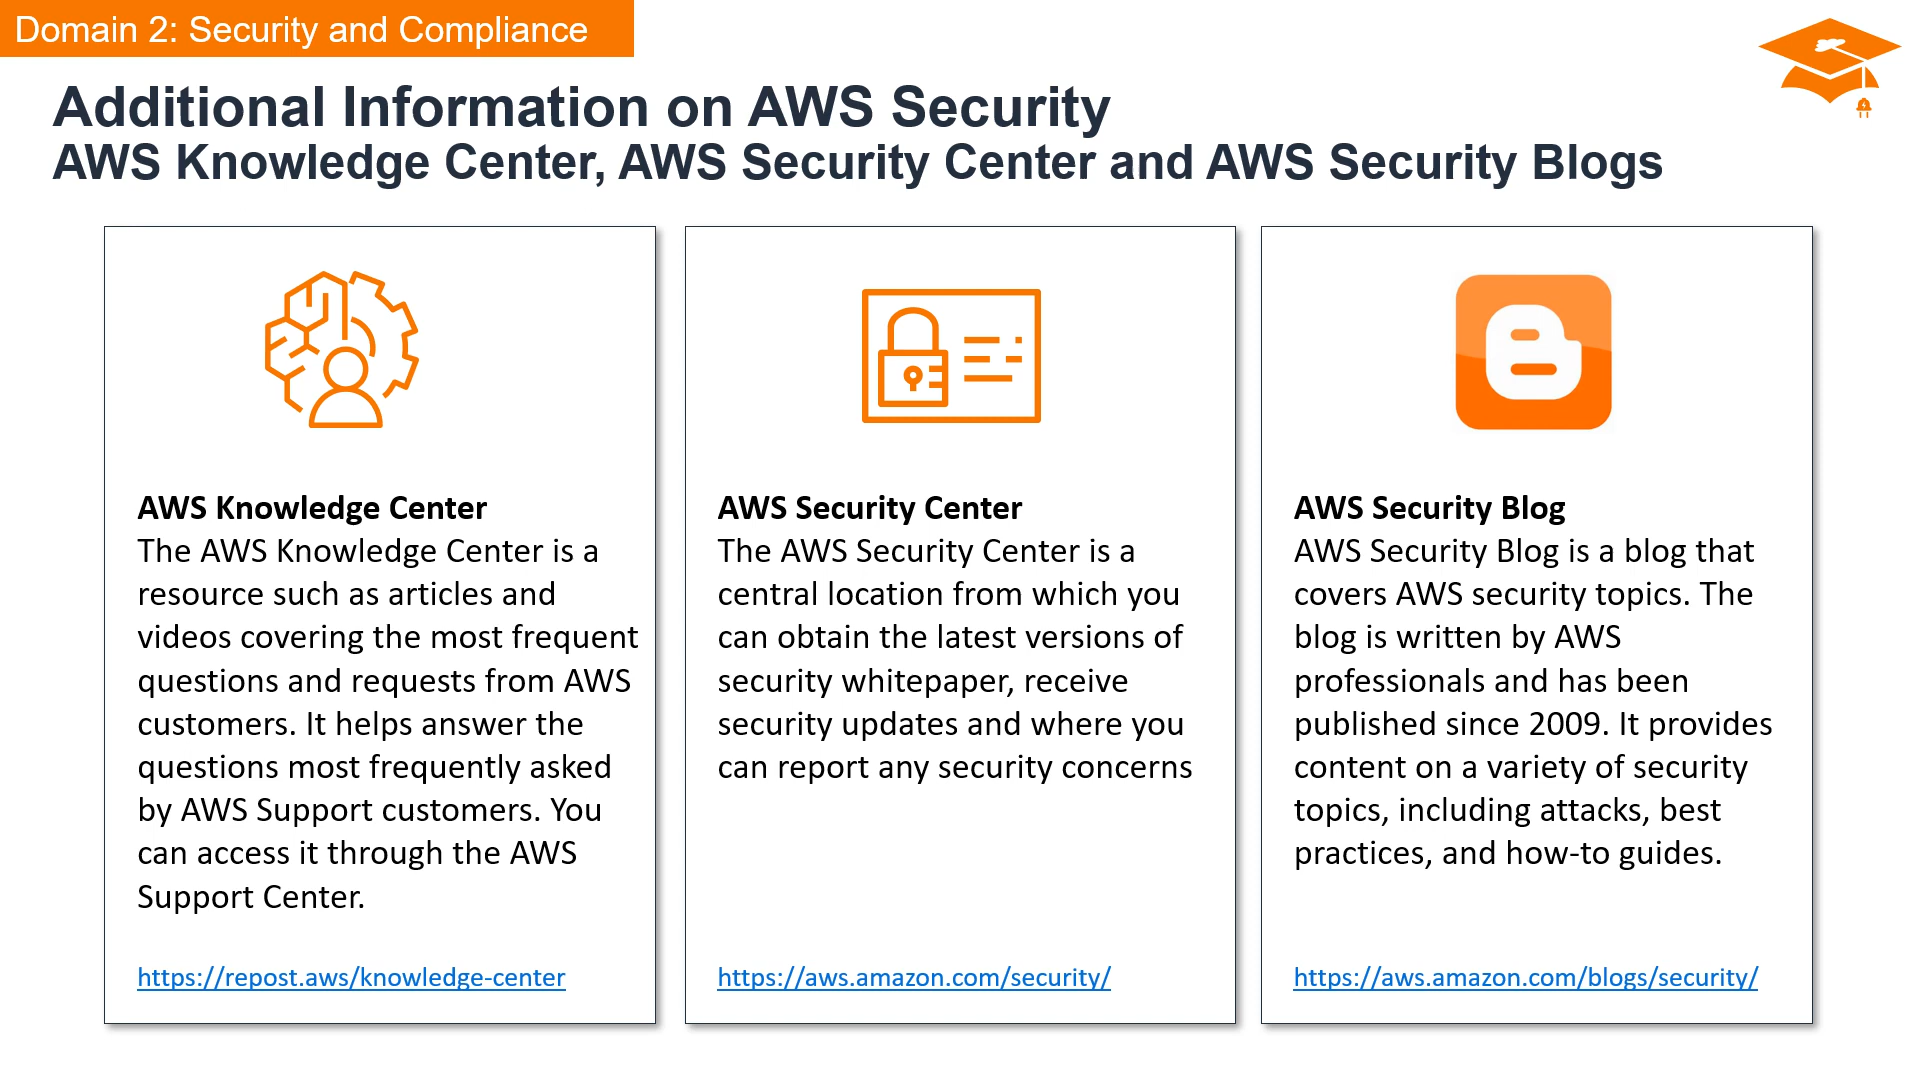 Domain 2: Security and Compliance
Additional Information on AWS Security
AWS Knowledge Center, AWS Security Center and AWS Security Blogs
AWS Knowledge Center
The AWS Knowledge Center is a
resource such as articles and
videos covering the most frequent
questions and requests from AWS
customers. It helps answer the
questions most frequently asked
by AWS Support customers. You
can access it through the AWS
Support Center.
https://repost.aws/knowledge-center
AWS Security Center
The AWS Security Center is a
central location from which you
can obtain the latest versions of
security whitepaper, receive
security updates and where you
can report any security concerns
https://aws.amazon.com/security/
AWS Security Blog
AWS Security Blog is a blog that
covers AWS security topics. The
blog is written by AWS
professionals and has been
published since 2009. It provides
content on a variety of security
topics, including attacks, best
practices, and how-to guides.
https://aws.amazon.com/blogs/security/